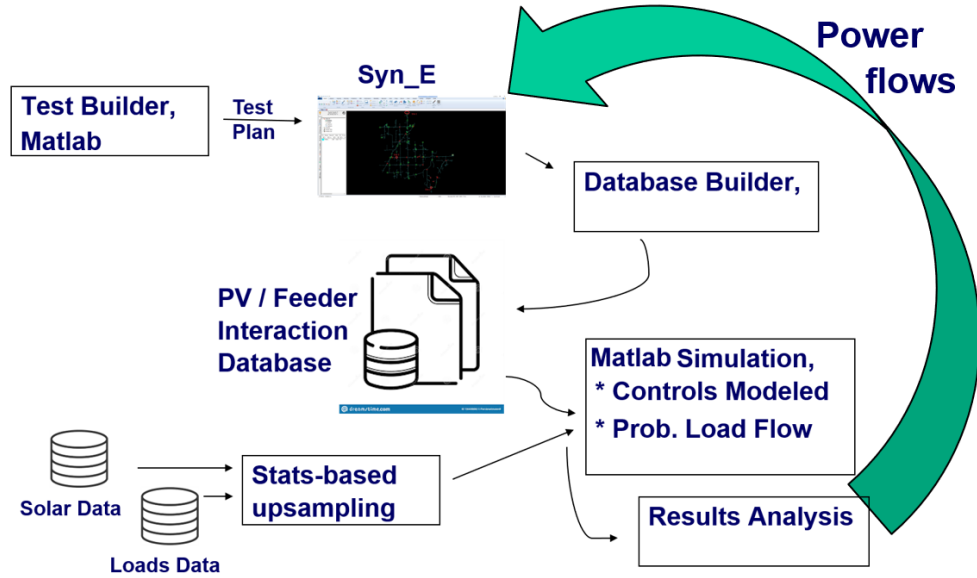 Power
flows
Syn_E
Test Builder,
Matlab
Test
Plan
Database Builder,
PV / Feeder
Interaction
Database
Matlab Simulation,
* Controls Modeled
* Prob. Load Flow
Stats-based
upsampling
Solar Data
Loads Data
Results Analysis